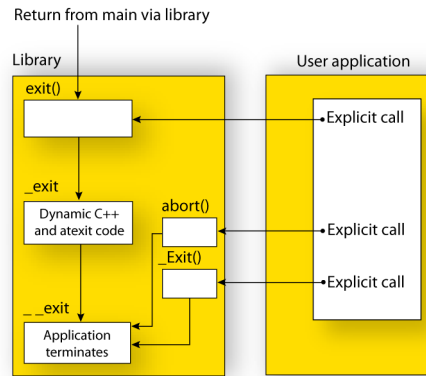 Return from main via library
Library
User application
exit()
Explicit call
_exit
Dynamic C++
and atexit code
abort()
Explicit call
_Exit()
Explicit call
_ _exit
Application
terminates